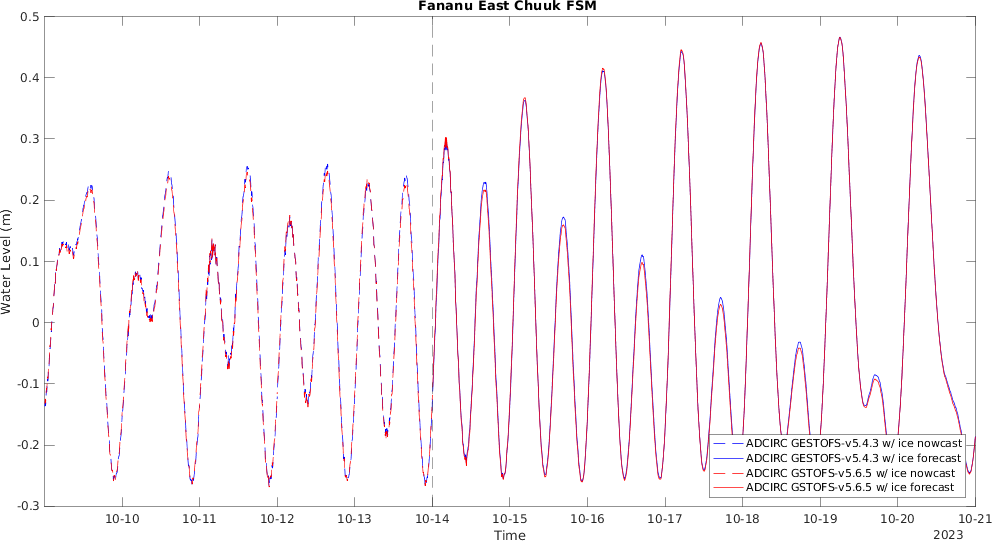 Fananu East Chuuk FSM
0.5
0.4
0.3
0.2
0.1
0
-0.1
-0.2
-0.3
Water Level (m)
ADCIRC GESTOFS-v5.4.3 w/ ice nowcast
ADCIRC GESTOFS-v5.4.3 w/ ice forecast
ADCIRC GSTOFS-v5.6.5 w/ ice nowcast
ADCIRC GSTOFS-v5.6.5 w/ ice forecast
10-10 10-11 10-12 10-13 10-14 10-15 10-16 10-17 10-18 10-19 10-20 10-21
Time
2023